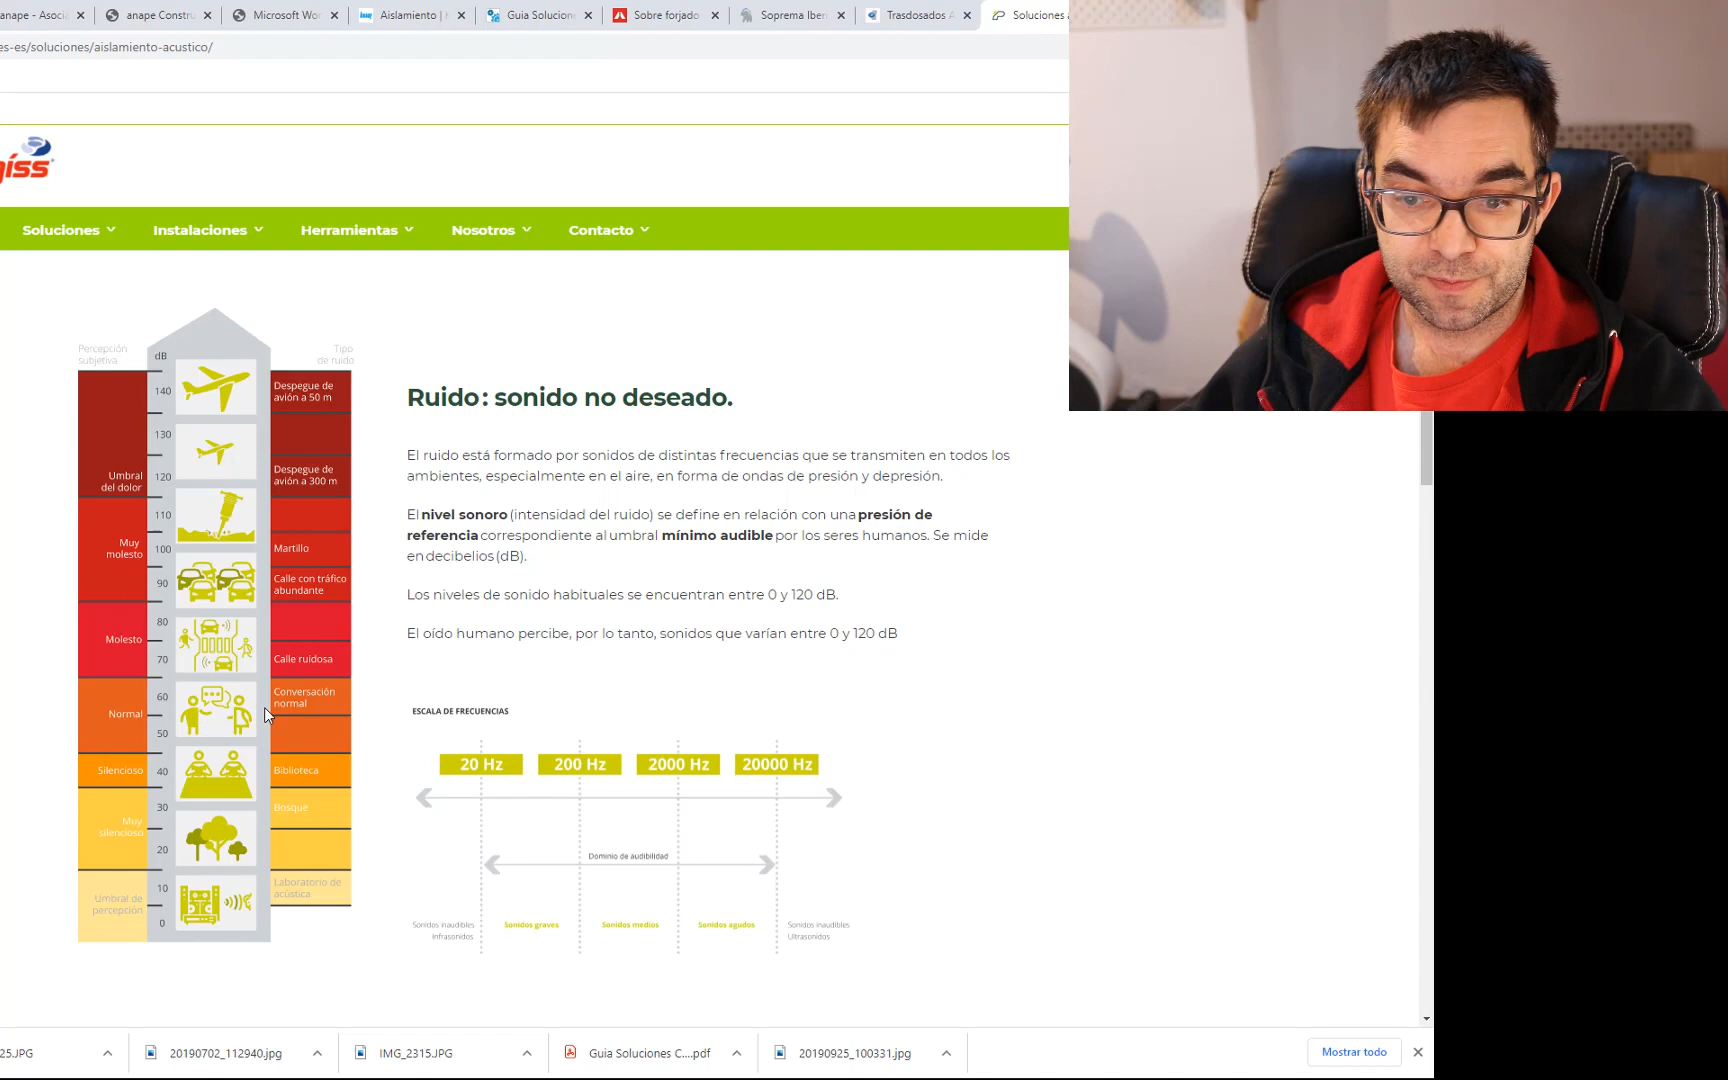 anape - Asocia
anape Constru
Microsoft Wo
Aislamiento |
Guia Solucione
Sobre forjado
Soprema Iber
Trasdosados A
Soluciones a
es-es/soluciones/aislamiento-acustico/
giss
Soluciones
Instalaciones
Herramientas
Nosotros
Contacto
Percepción
subjetiva
dB
Tipo
de ruido
140
Despegue de
avión a 50 m
130
Umbral
del dolor
120
Despegue de
avión a 300 m
110
Muy
molesto
100
Martillo
90
Calle con tráfico
abundante
80
Molesto
70
Calle ruidosa
60
Conversación
normal
Normal
50
Silencioso
40
Biblioteca
30
Bosque
Muy
silencioso
20
10
Laboratorio de
acústica
Umbral de
percepción
0
Ruido: sonido no deseado.
El ruido está formado por sonidos de distintas frecuencias que se transmiten en todos los
ambientes, especialmente en el aire, en forma de ondas de presión y depresión.
El nivel sonoro (intensidad del ruido) se define en relación con una presión de
referencia correspondiente al umbral mínimo audible por los seres humanos. Se mide
en decibelios (dB).
Los niveles de sonido habituales se encuentran entre 0 y 120 dB.
El oído humano percibe, por lo tanto, sonidos que varían entre 0 y 120 dB
ESCALA DE FRECUENCIAS
20 Hz
200 Hz
2000 Hz
20000 Hz
Dominio de audibilidad
Sonidos inaudibles
Infrasonidos
Sonidos graves
Sonidos medios
Sonidos agudos
Sonidos inaudibles
Ultrasonidos
25.JPG
20190702_112940.jpg
IMG_2315.JPG
Guia Soluciones C....pdf
20190925_100331.jpg
Mostrar todo